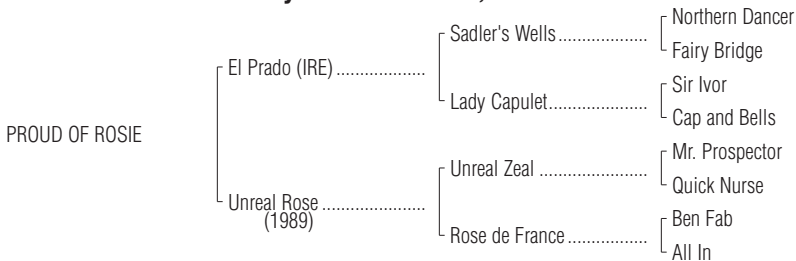 Northern Dancer
Sadler's Wells
Fairy Bridge
El Prado (IRE)
Sir Ivor
Lady Capulet
Cap and Bells
PROUD OF ROSIE
Mr. Prospector
Unreal Zeal
Quick Nurse
Unreal Rose
(1989)
Ben Fab
Rose de France
All In